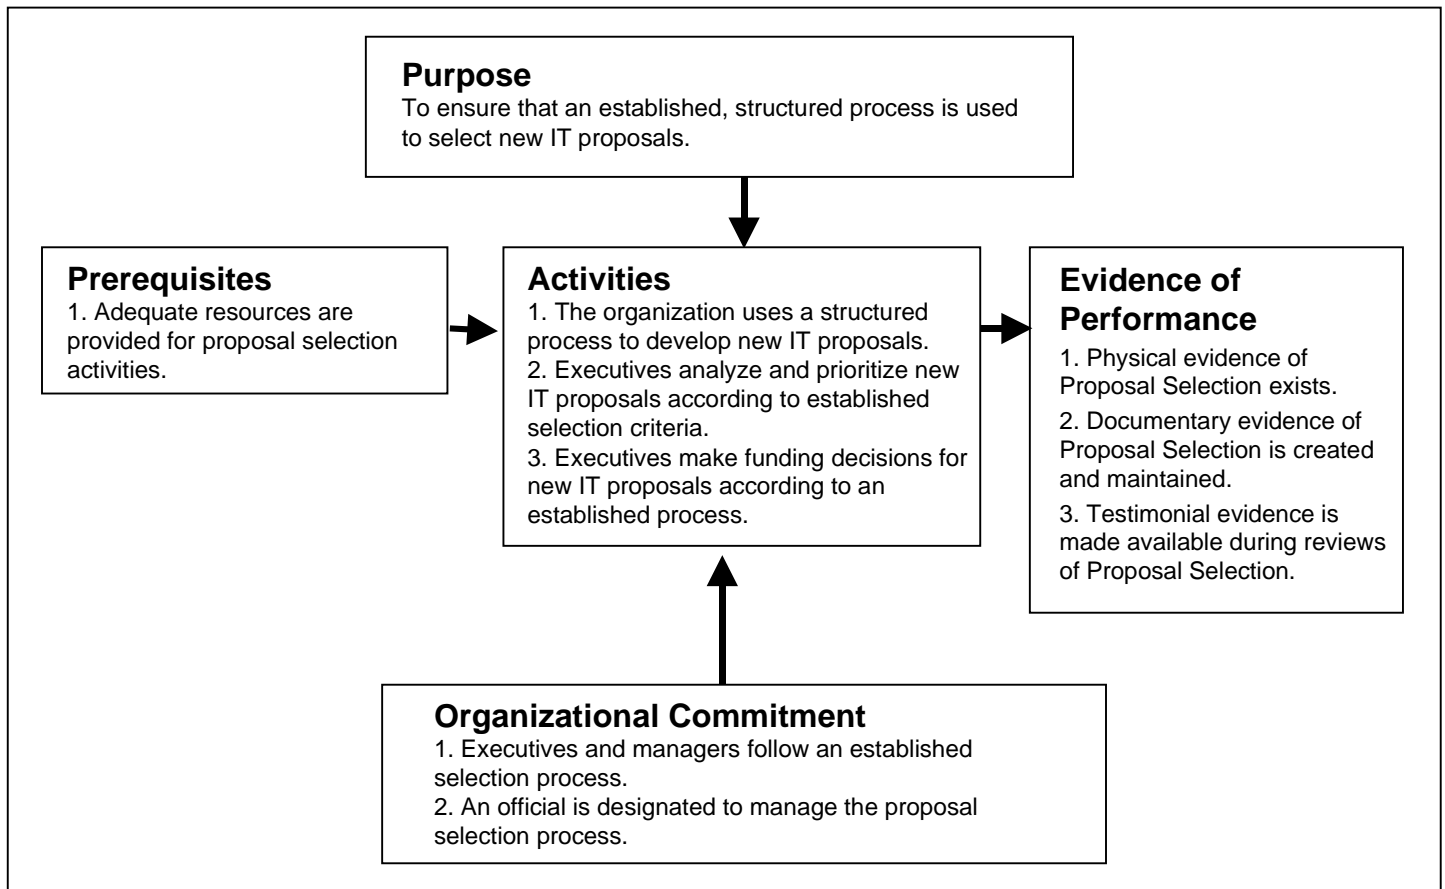 Purpose
To ensure that an established, structured process is used
to select new IT proposals.
Prerequisites
1. Adequate resources are
provided for proposal selection
activities.
Activities
1. The organization uses a structured
process to develop new IT proposals.
2. Executives analyze and prioritize new
IT proposals according to established
selection criteria.
3. Executives make funding decisions for
new IT proposals according to an
established process.
Evidence of
Performance
1. Physical evidence of
Proposal Selection exists.
2. Documentary evidence of
Proposal Selection is created
and maintained.
3. Testimonial evidence is
made available during reviews
of Proposal Selection.
Organizational Commitment
1. Executives and managers follow an established
selection process.
2. An official is designated to manage the proposal
selection process.